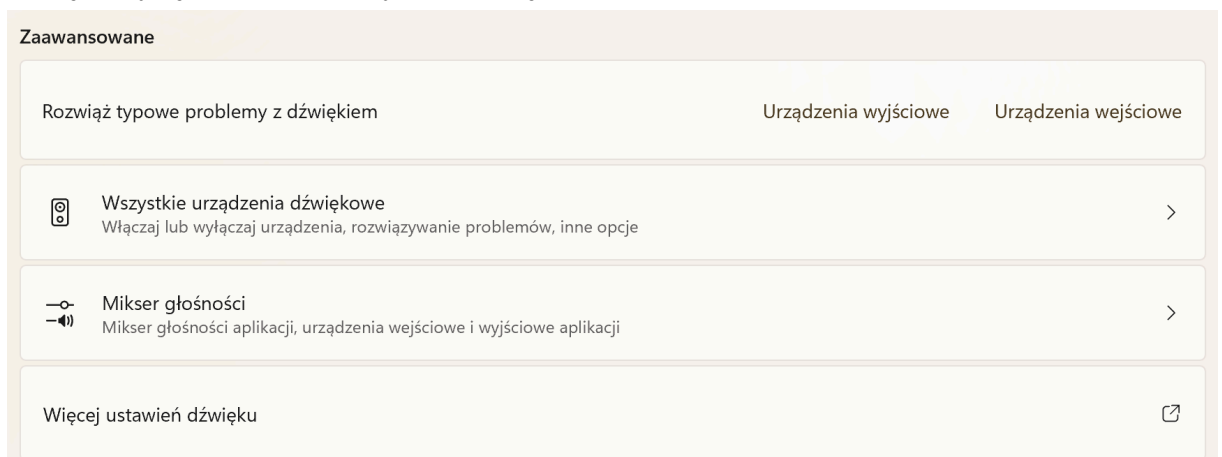 Zaawansowane
Rozwiąż typowe problemy z dźwiękiem Urządzenia wyjściowe Urządzenia wejściowe
Wszystkie urządzenia dźwiękowe
Włączaj lub wyłączaj urządzenia, rozwiązywanie problemów, inne opcje
Mikser głośności
Mikser głośności aplikacji, urządzenia wejściowe i wyjściowe aplikacji
Więcej ustawień dźwięku